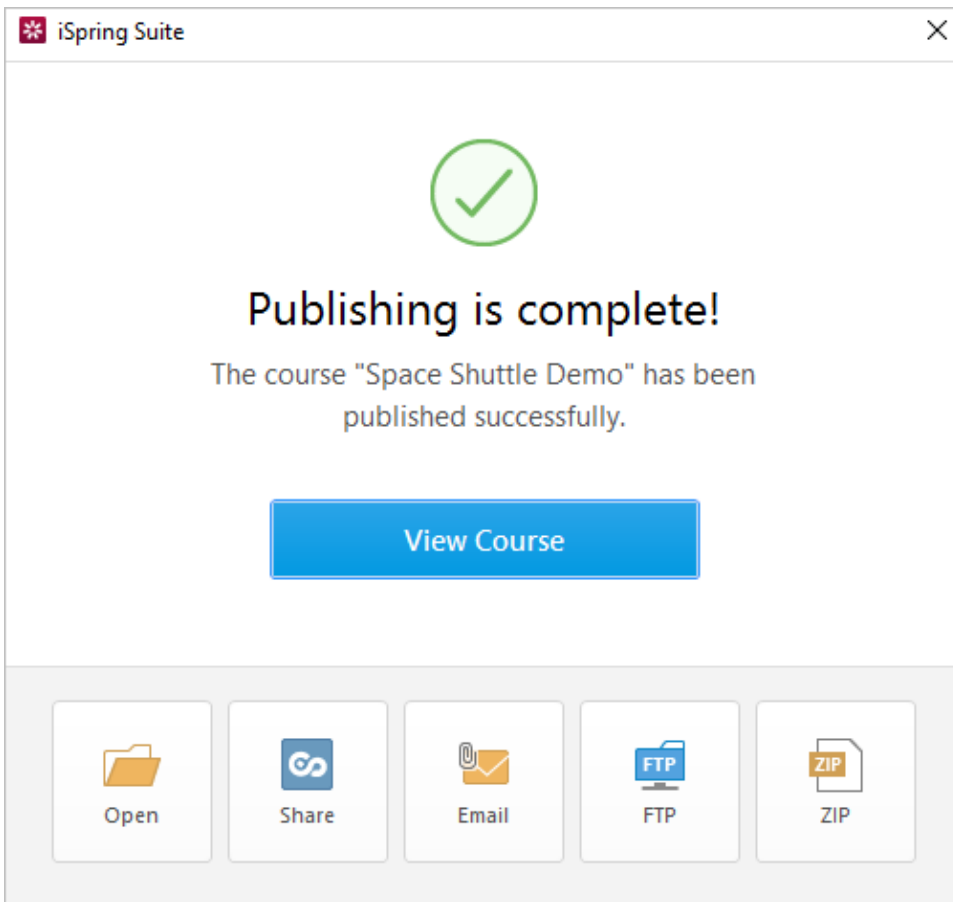 iSpring Suite
Publishing is complete!
The course "Space Shuttle Demo" has been
published successfully.
View Course
FTP
ZIP
Open
Share
Email
FTP
ZIP